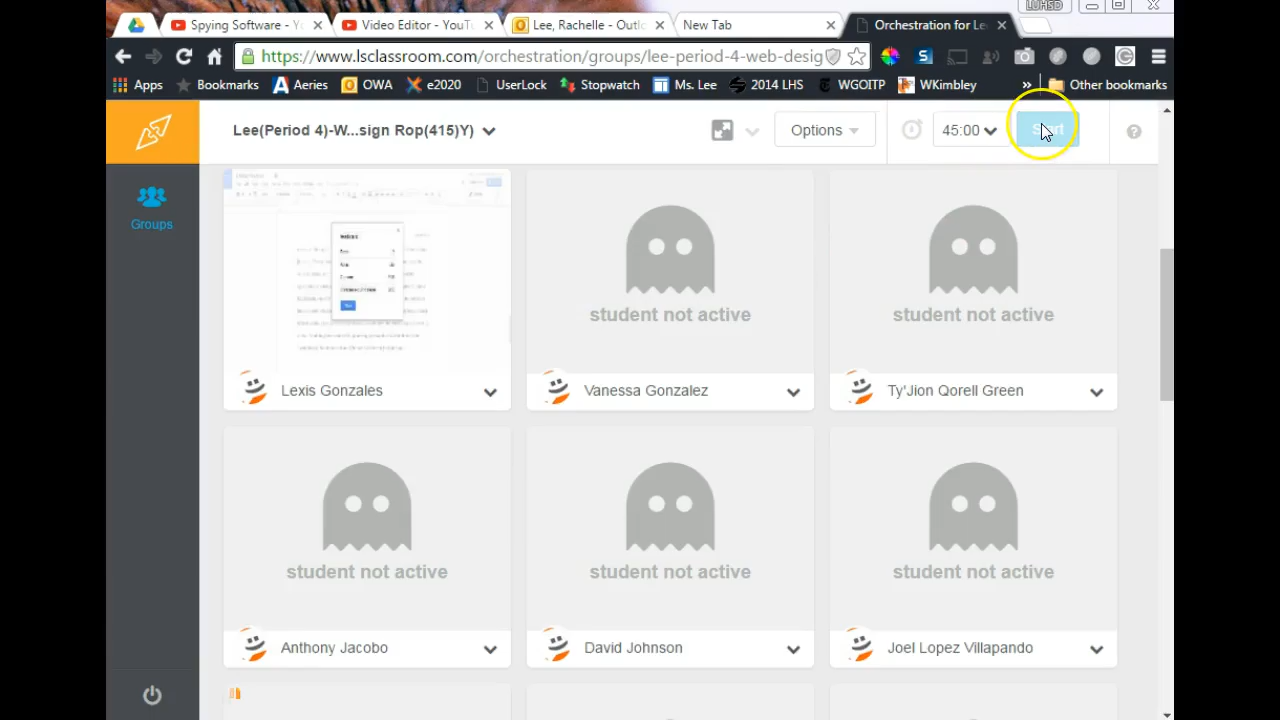 LUHSD
Spying Software - Yo
Video Editor - YouTu
Lee, Rachelle - Outlo
New Tab
Orchestration for Le
https://www.lsclassroom.com/orchestration/groups/lee-period-4-web-desig
Apps
Bookmarks
Aeries
OWA
e2020
UserLock
Stopwatch
Ms. Lee
2014 LHS
WGOITP
WKimbley
»
Other bookmarks
Lee(Period 4)-W...sign Rop(415)Y)
Options
45:00
Start
?
Groups
student not active
student not active
Lexis Gonzales
Vanessa Gonzalez
Ty'Jion Qorell Green
student not active
student not active
student not active
Anthony Jacobo
David Johnson
Joel Lopez Villapando